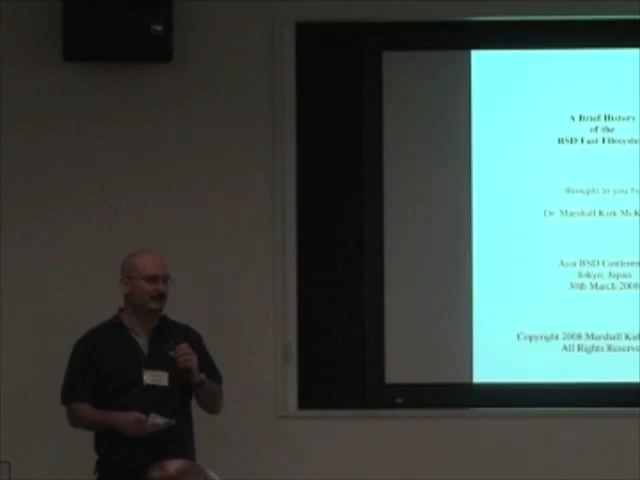 A Brief History
of the
BSD Fast Filesyste
Brought to you by
Dr. Marshall Kirk McK
Asia BSD Conferen
Tokyo, Japan
30th March 2008
Copyright 2008 Marshall Kirk
All Rights Reserve